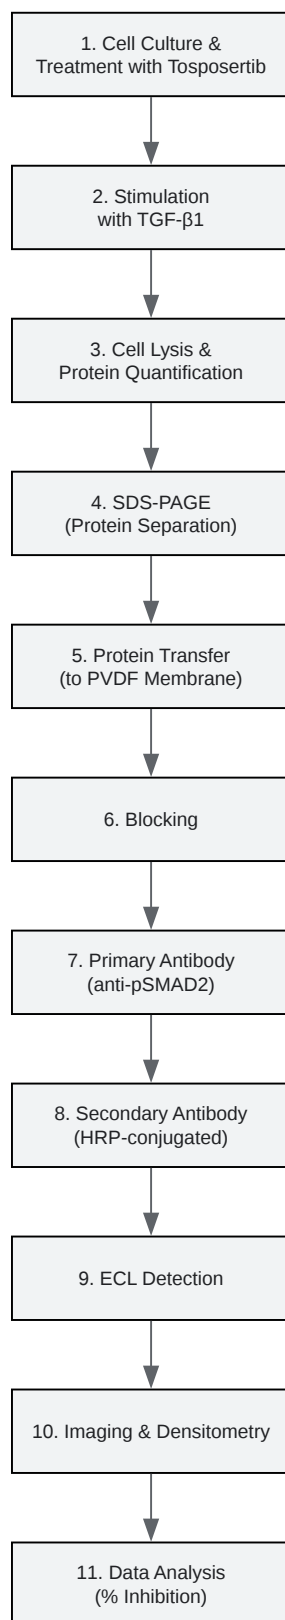 1. Cell Culture &
Treatment with Tosposertib
2. Stimulation
with TGF-β1
3. Cell Lysis &
Protein Quantification
4. SDS-PAGE
(Protein Separation)
5. Protein Transfer
(to PVDF Membrane)
6. Blocking
7. Primary Antibody
(anti-pSMAD2)
8. Secondary Antibody
(HRP-conjugated)
9. ECL Detection
10. Imaging & Densitometry
11. Data Analysis
(% Inhibition)